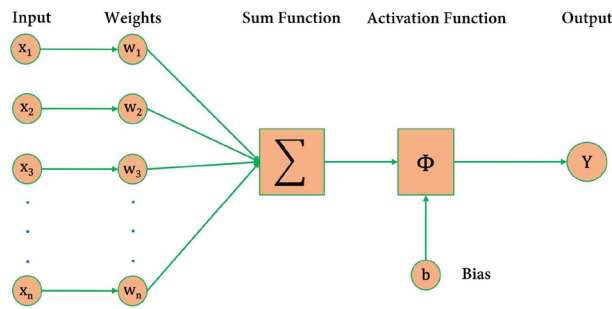 Input Weights Sum Function Activation Function Output
x1 w1
x2 w2
x3 w3
∑ Φ Y
xn wn
b Bias